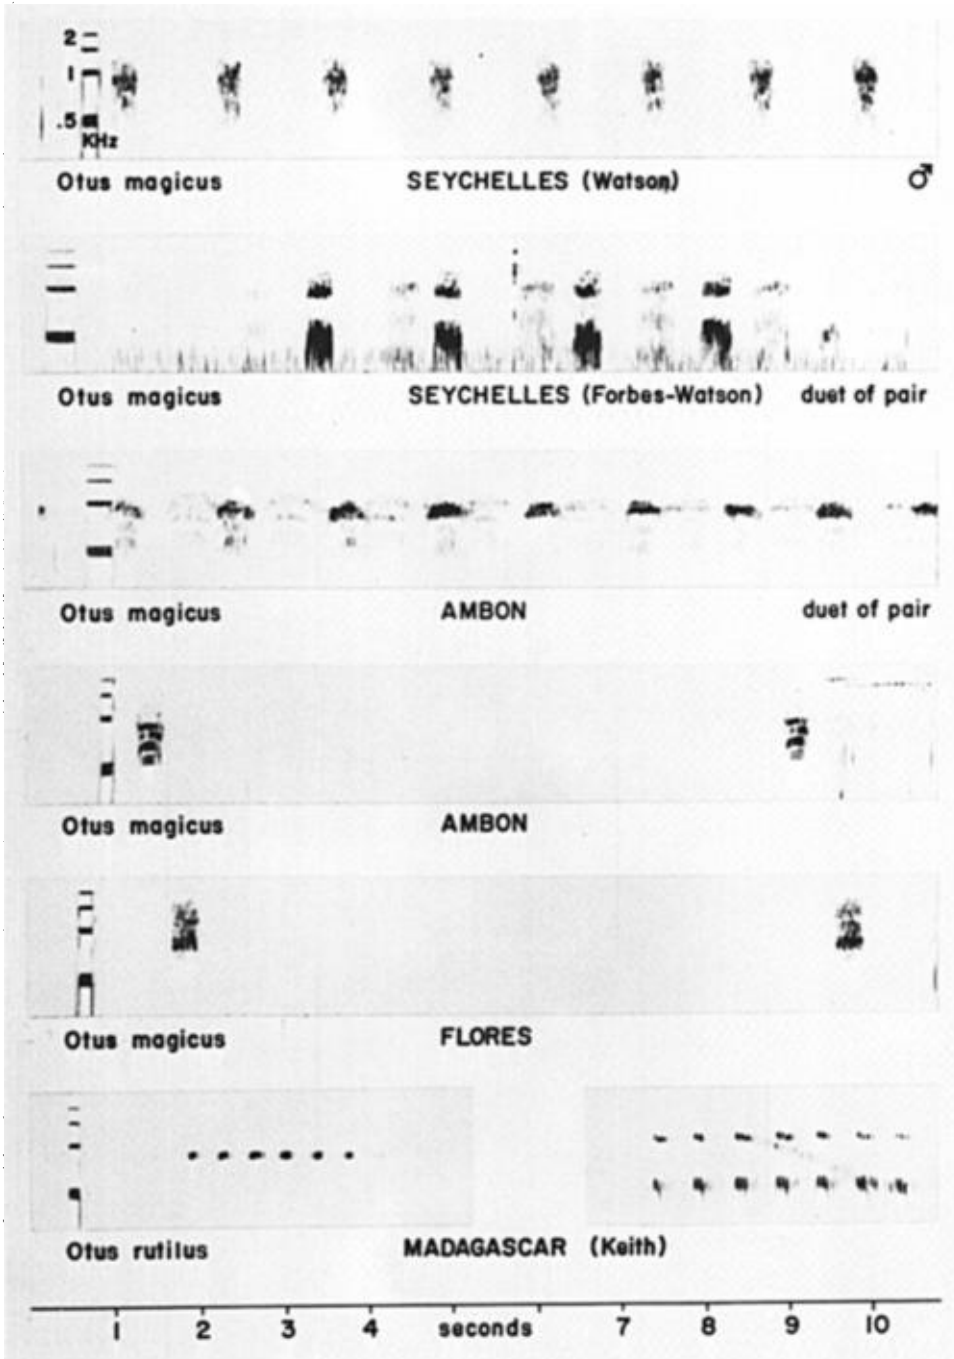 2
1
.5
KHz
Otus magicus SEYCHELLES (Watson) ♂
Otus magicus SEYCHELLES (Forbes-Watson) duet of pair
Otus magicus AMBON duet of pair
Otus magicus AMBON
Otus magicus FLORES
Otus rutilus MADAGASCAR (Keith)
1 2 3 4 seconds 7 8 9 10